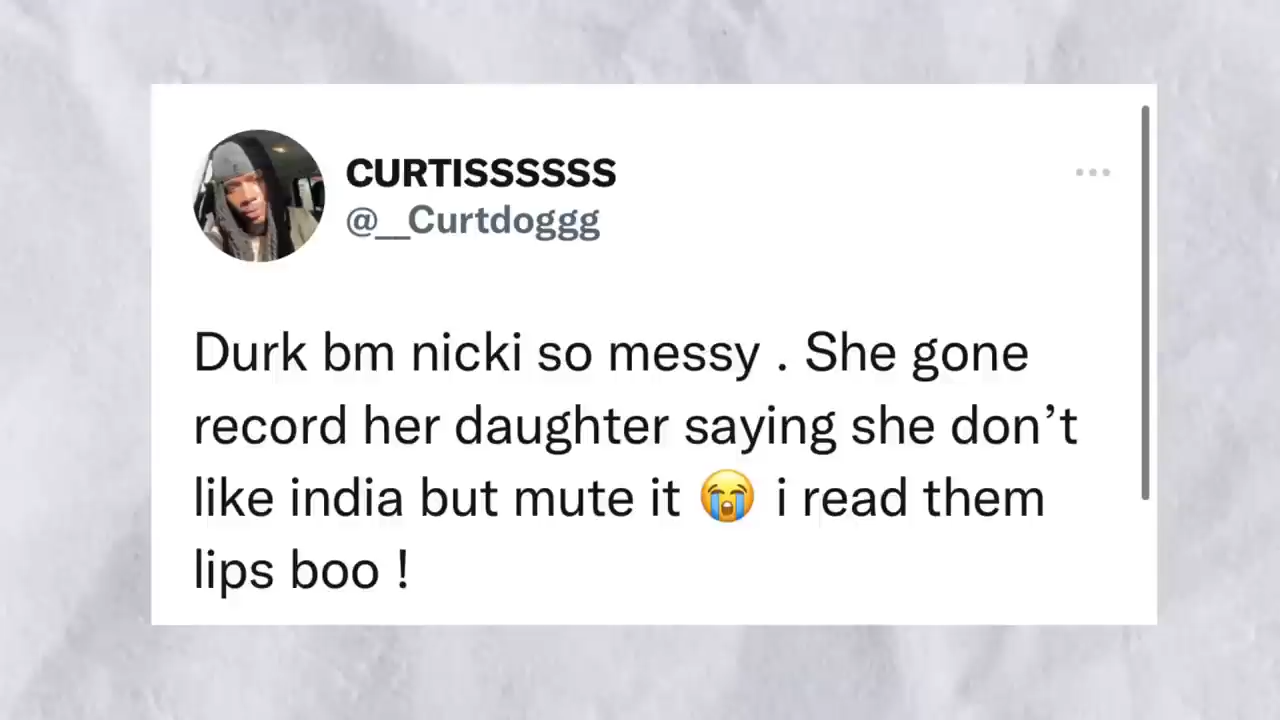 CURTISSSSSS
@__Curtdoggg
Durk bm nicki so messy . She gone
record her daughter saying she don’t
like india but mute it 😭 i read them
lips boo !